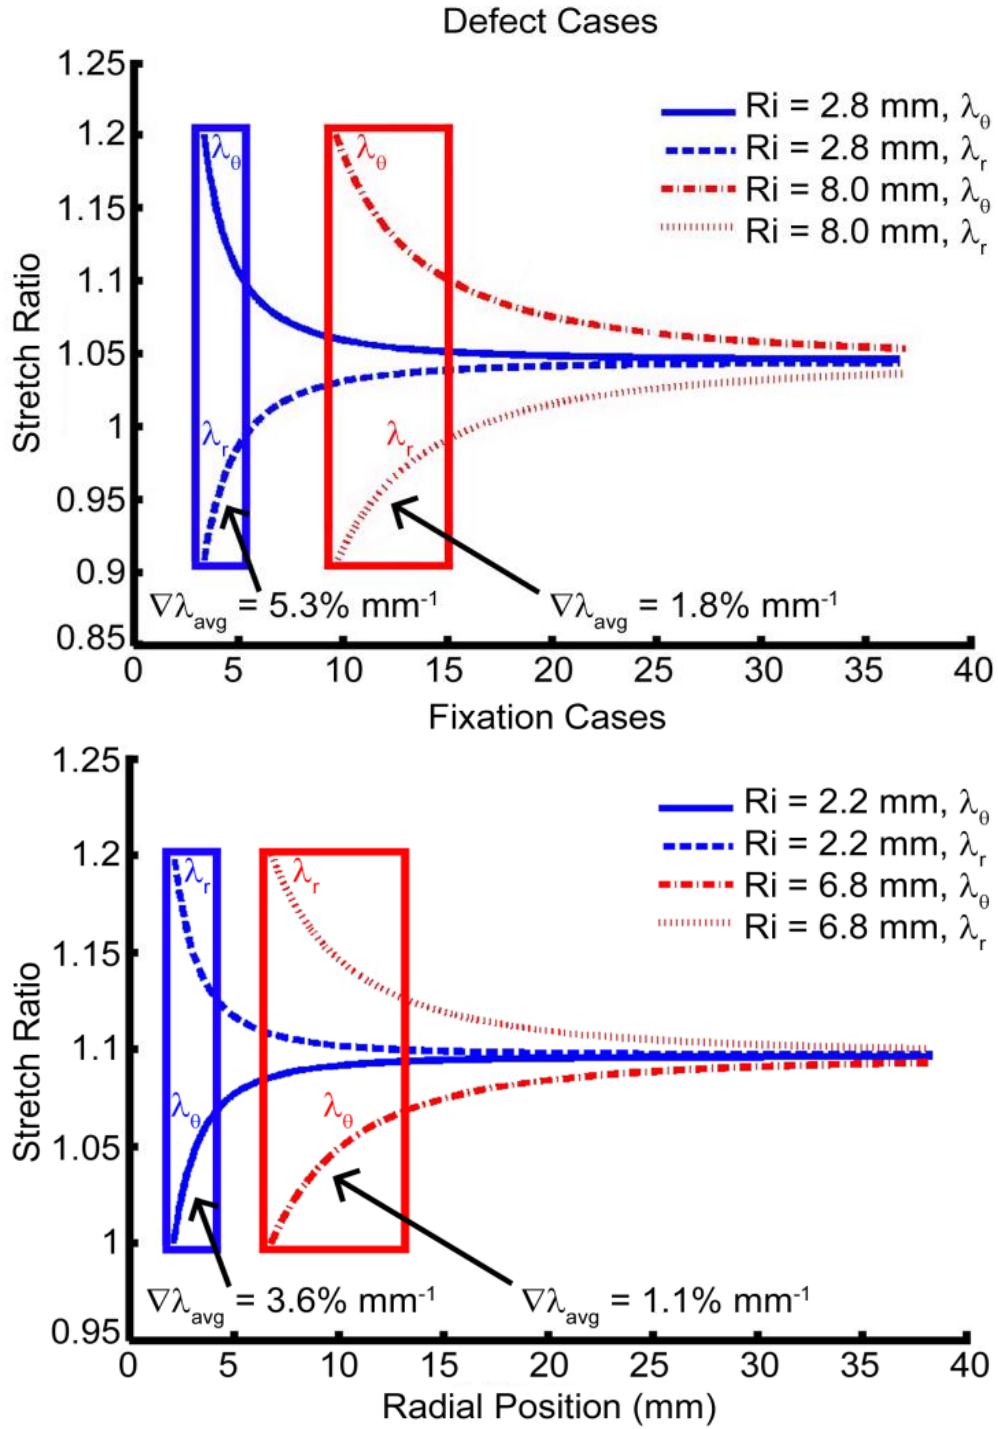 Defect Cases
1.25
1.2
1.15
1.1
1.05
1
0.95
0.9
0.85
Stretch Ratio
Ri = 2.8 mm, λθ
Ri = 2.8 mm, λr
Ri = 8.0 mm, λθ
Ri = 8.0 mm, λr
λθ
λθ
λr
λr
∇λavg = 5.3% mm-1
∇λavg = 1.8% mm-1
0 5 10 15 20 25 30 35 40
Fixation Cases
1.25
1.2
1.15
1.10
1.05
1
0.95
Stretch Ratio
Ri = 2.2 mm, λθ
Ri = 2.2 mm, λr
Ri = 6.8 mm, λθ
Ri = 6.8 mm, λr
λr
λr
λθ
λθ
∇λavg = 3.6% mm-1
∇λavg = 1.1% mm-1
0 5 10 15 20 25 30 35 40
Radial Position (mm)